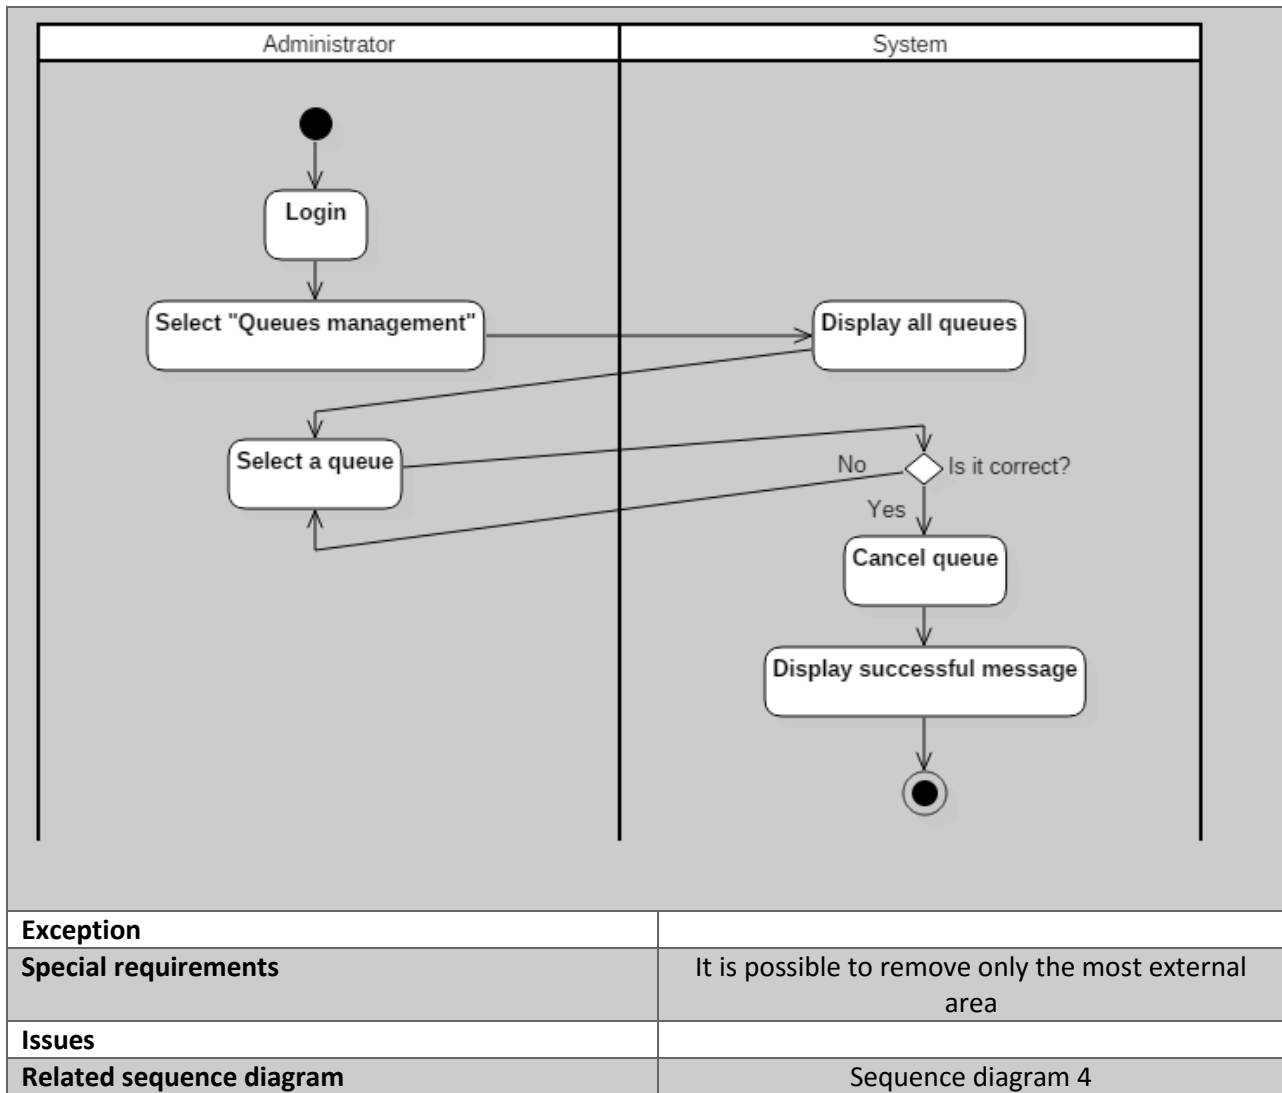 Administrator
System
Login
Select "Queues management"
Display all queues
Select a queue
No
Is it correct?
Yes
Cancel queue
Display successful message
Exception
Special requirements
It is possible to remove only the most external
area
Issues
Related sequence diagram
Sequence diagram 4